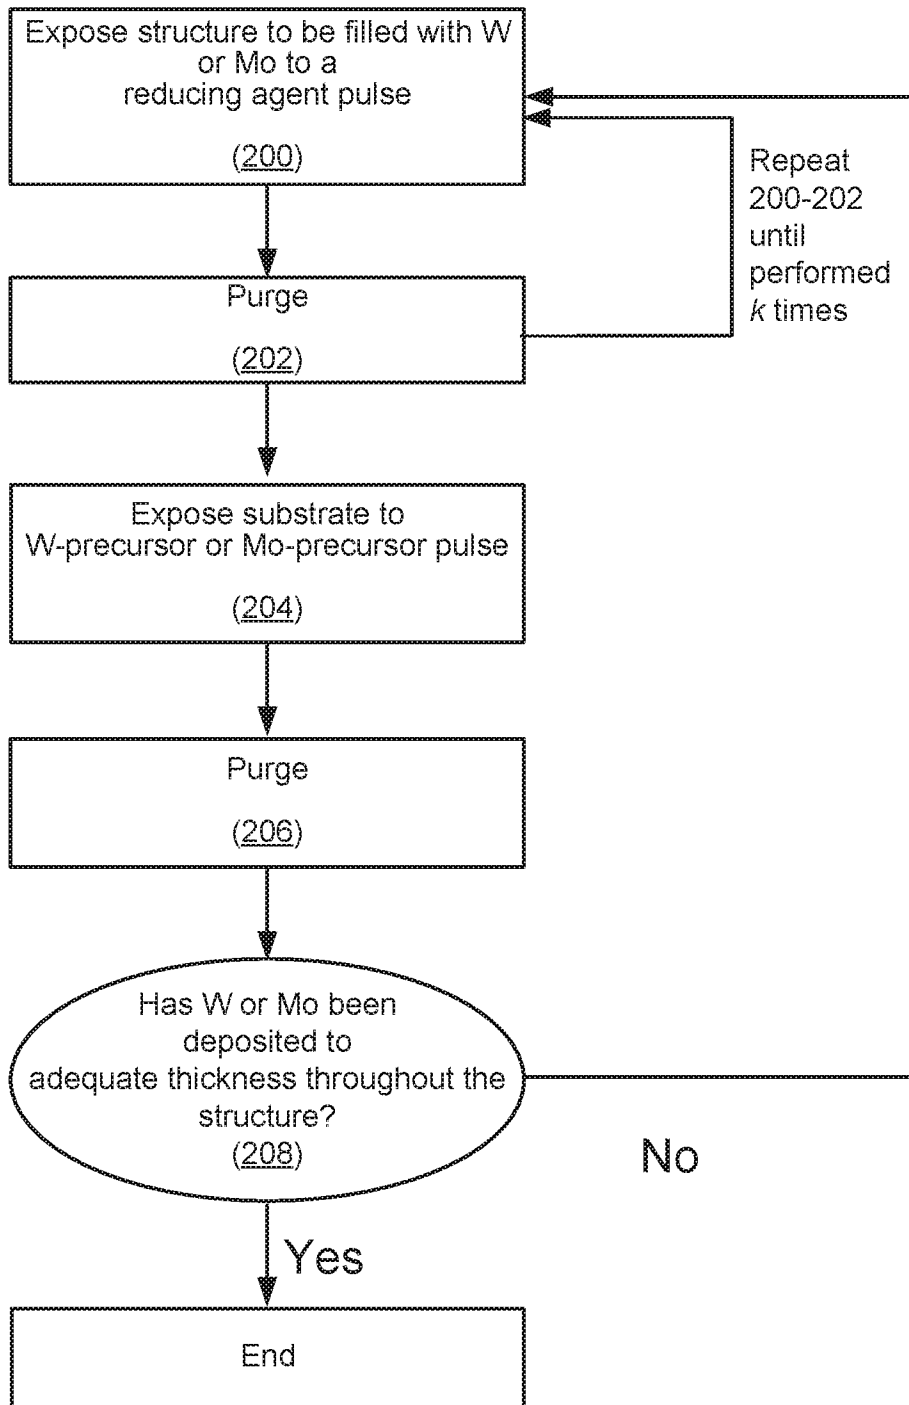 Expose structure to be filled with W
or Mo to a
reducing agent pulse
(200)
Repeat
200-202
until
performed
k times
Purge
(202)
Expose substrate to
W-precursor or Mo-precursor pulse
(204)
Purge
(206)
Has W or Mo been
deposited to
adequate thickness throughout the
structure?
(208)
No
Yes
End